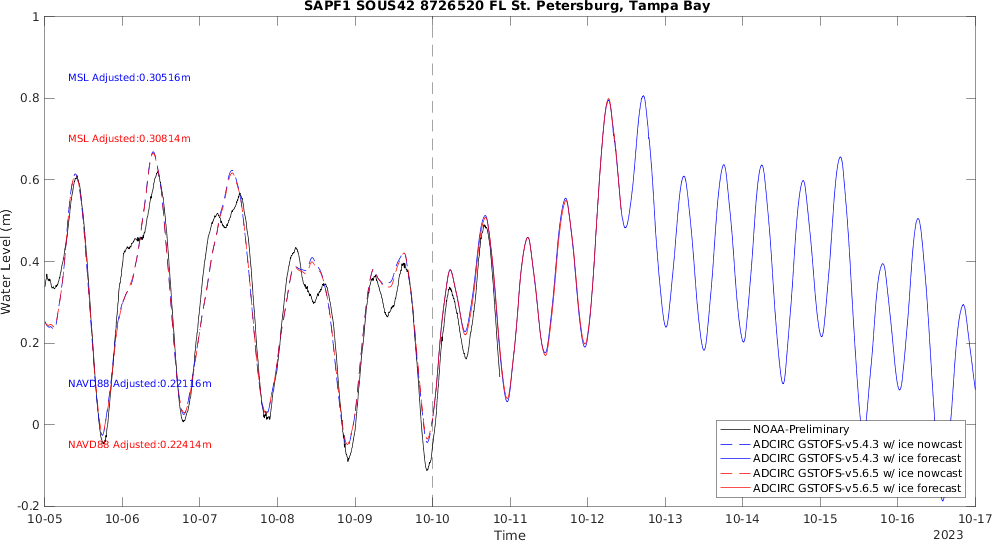 SAPF1 SOUS42 8726520 FL St. Petersburg, Tampa Bay
Water Level (m)
1
0.8
0.6
0.4
0.2
0
-0.2
MSL Adjusted:0.30516m
MSL Adjusted:0.30814m
NAVD88 Adjusted:0.22116m
NAVD88 Adjusted:0.22414m
NOAA-Preliminary
ADCIRC GSTOFS-v5.4.3 w/ ice nowcast
ADCIRC GSTOFS-v5.4.3 w/ ice forecast
ADCIRC GSTOFS-v5.6.5 w/ ice nowcast
ADCIRC GSTOFS-v5.6.5 w/ ice forecast
10-05 10-06 10-07 10-08 10-09 10-10 10-11 10-12 10-13 10-14 10-15 10-16 10-17
Time
2023